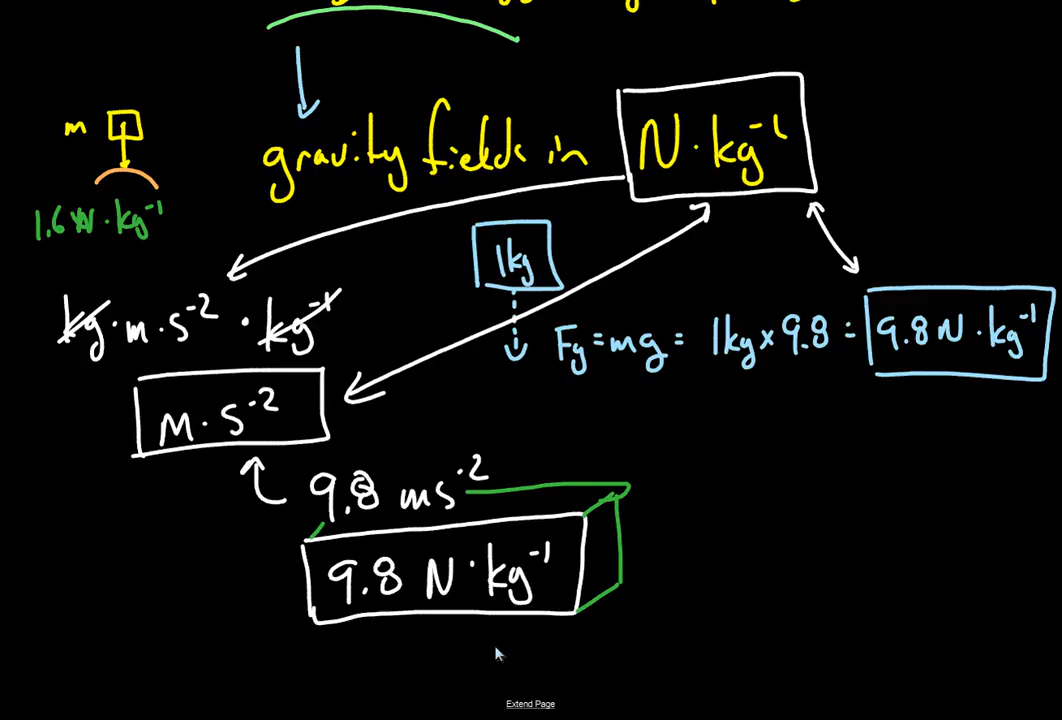 gravity fields in N·kg⁻¹
m
1.6 N·kg⁻¹
1kg
kg·m·s⁻² · kg⁻¹
Fg = mg = 1kg × 9.8 = 9.8 N·kg⁻¹
m·s⁻²
9.8 ms⁻²
9.8 N·kg⁻¹
Extend Page